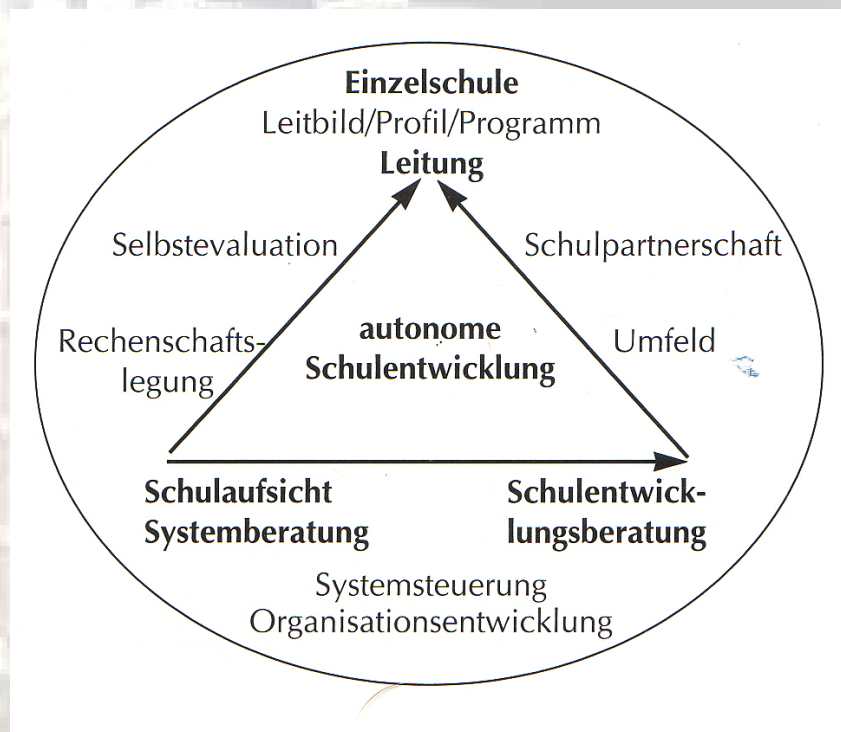 Einzelschule
Leitbild/Profil/Programm
Leitung
Selbstevaluation
Schulpartnerschaft
Rechenschafts-
legung
autonome
Schulentwicklung
Umfeld
Schulaufsicht
Systemberatung
Schulentwick-
lungsberatung
Systemsteuerung
Organisationsentwicklung